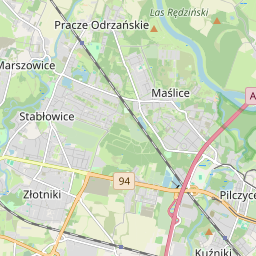 Pracze Odrzańskie
Las Rędziński
Marszowice
Maślice
A
Stabłowice
94
Złotniki
Pilczyce
Kuźniki